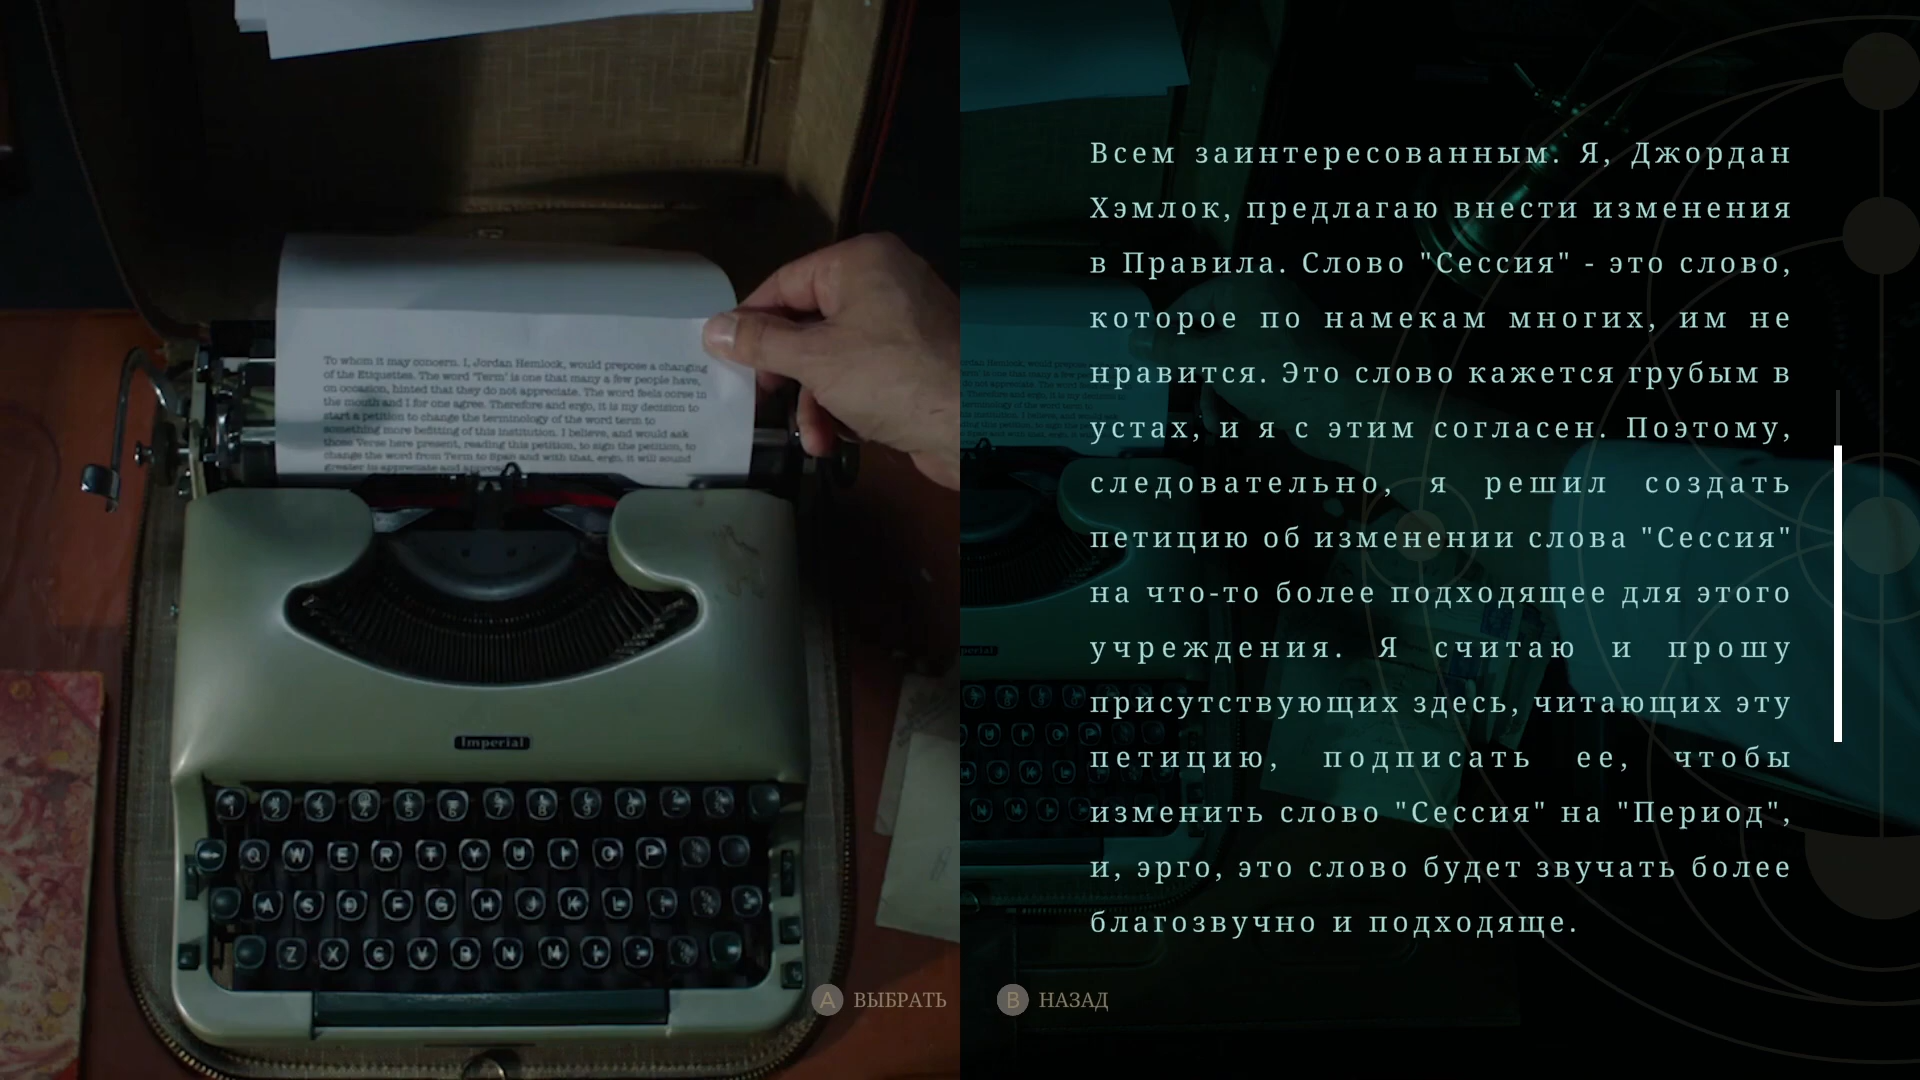 To whom it may concern. I, Jordan Hemlock, would prepose a changing
of the Etiquettes. The word 'Term' is one that many a few people have,
on occasion, hinted that they do not appreciate. The word feels corse in
the mouth and I for one agree. Therefore and ergo, it is my decision to
start a petition to change the terminology of the word term to
something more befitting of this institution. I believe, and would ask
those Verse here present, reading this petition, to sign the petition, to
change the word from Term to Span and with that, ergo, it will sound
greater to appreciate and
Imperial
Q W E R T Y U I O P
A S D F G H J K L
Z X C V B N M
Всем заинтересованным. Я, Джордан
Хэмлок, предлагаю внести изменения
в Правила. Слово "Сессия" - это слово,
которое по намекам многих, им не
нравится. Это слово кажется грубым в
устах, и я с этим согласен. Поэтому,
следовательно, я решил создать
петицию об изменении слова "Сессия"
на что-то более подходящее для этого
учреждения. Я считаю и прошу
присутствующих здесь, читающих эту
петицию, подписать ее, чтобы
изменить слово "Сессия" на "Период",
и, эрго, это слово будет звучать более
благозвучно и подходяще.
A ВЫБРАТЬ
B НАЗАД